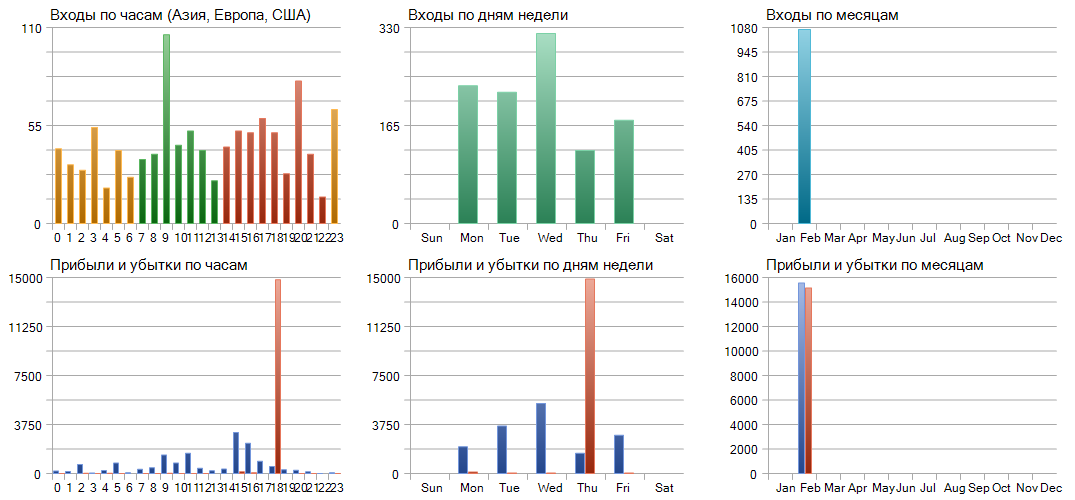 Входы по часам (Азия, Европа, США)
110
55
0
0 1 2 3 4 5 6 7 8 9 10 11 12 13 14 15 16 17 18 19 20 21 22 23
Входы по дням недели
330
165
0
Sun Mon Tue Wed Thu Fri Sat
Входы по месяцам
1080
945
810
675
540
405
270
135
0
Jan Feb Mar Apr May Jun Jul Aug Sep Oct Nov Dec
Прибыли и убытки по часам
15000
11250
7500
3750
0
0 1 2 3 4 5 6 7 8 9 10 11 12 13 14 15 16 17 18 19 20 21 22 23
Прибыли и убытки по дням недели
15000
11250
7500
3750
0
Sun Mon Tue Wed Thu Fri Sat
Прибыли и убытки по месяцам
16000
14000
12000
10000
8000
6000
4000
2000
0
Jan Feb Mar Apr May Jun Jul Aug Sep Oct Nov Dec